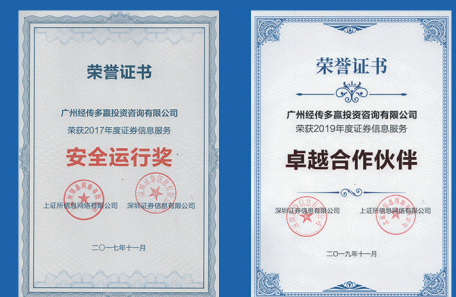 荣誉证书
广州经传多赢投资咨询有限公司
荣获2017年度证券信息服务
安全运行奖
上证所信息网络有限公司 深圳证券信息有限公司
二〇一七年十一月
荣誉证书
广州经传多赢投资咨询有限公司
荣获2019年度证券信息服务
卓越合作伙伴
深圳证券信息有限公司 上证所信息网络有限公司
二〇一九年十一月